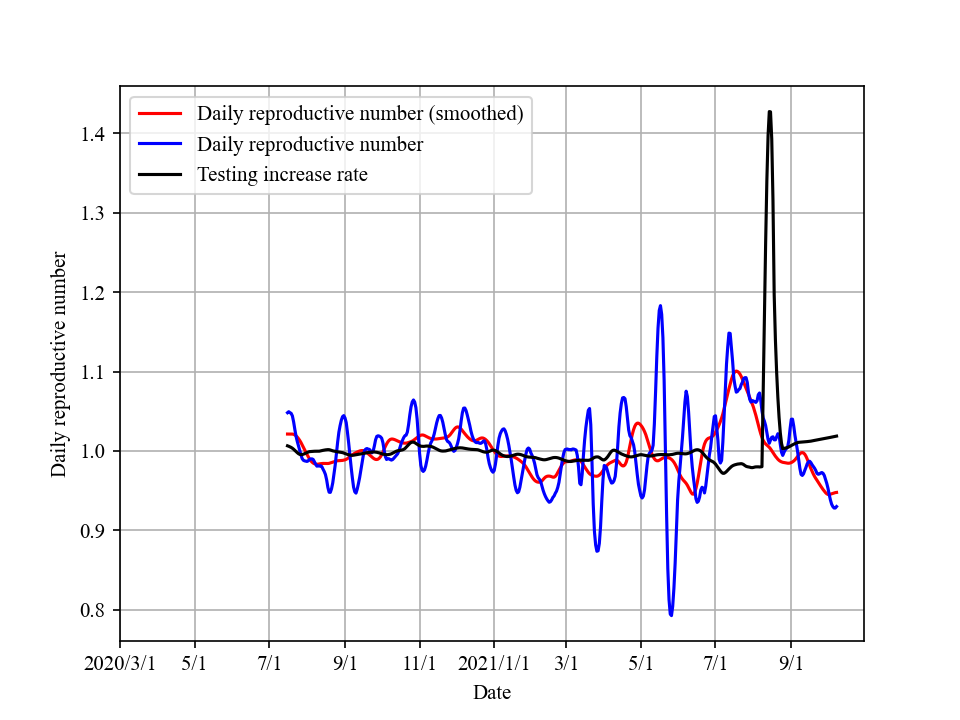 Daily reproductive number (smoothed)
Daily reproductive number
Testing increase rate
Daily reproductive number
1.4
1.3
1.2
1.1
1.0
0.9
0.8
2020/3/1 5/1 7/1 9/1 11/1 2021/1/1 3/1 5/1 7/1 9/1
Date